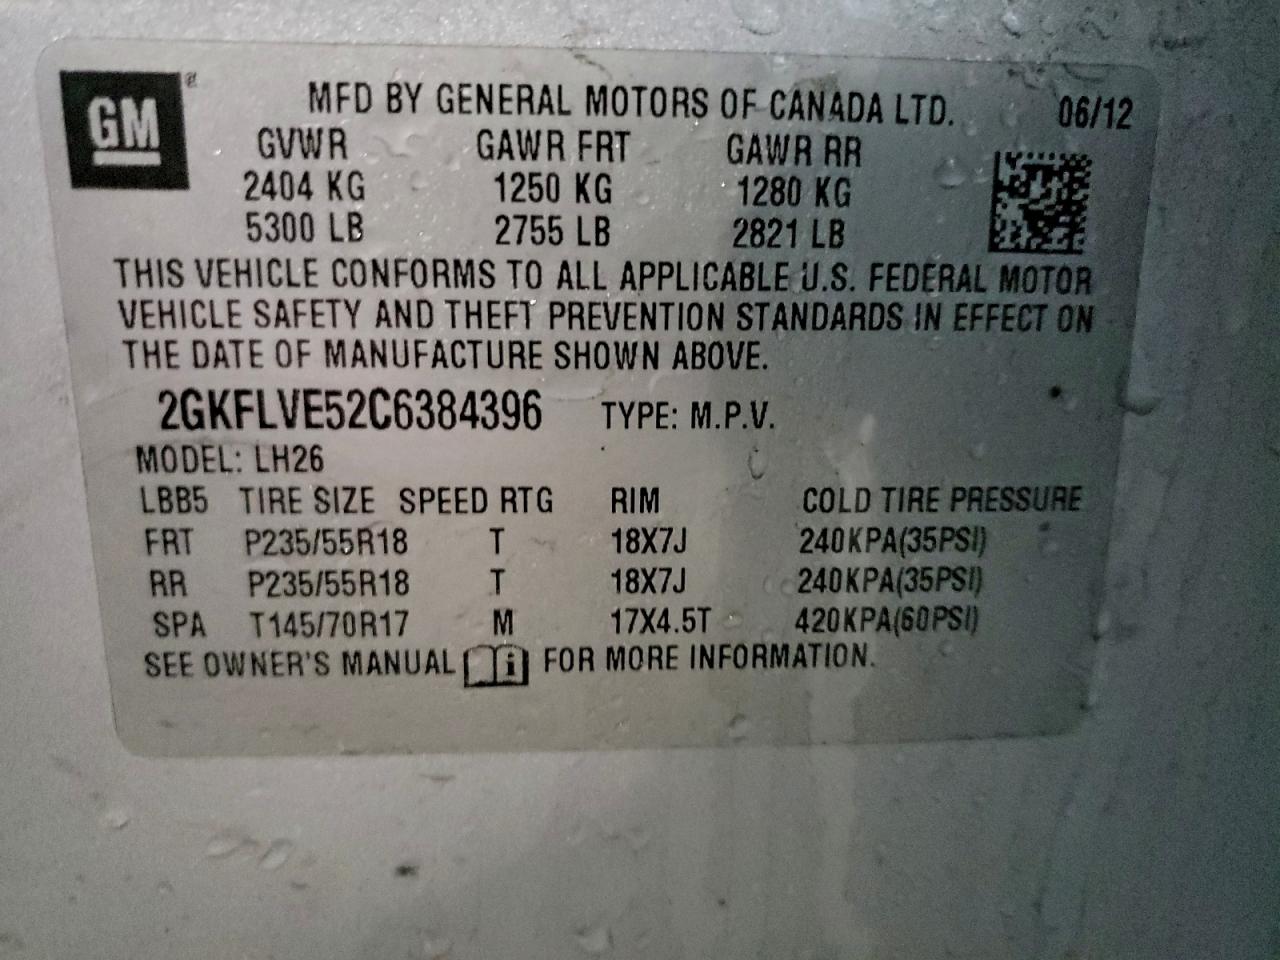 GM® MFD BY GENERAL MOTORS OF CANADA LTD. 06/12
GVWR GAWR FRT GAWR RR
2404 KG 1250 KG 1280 KG
5300 LB 2755 LB 2821 LB
THIS VEHICLE CONFORMS TO ALL APPLICABLE U.S. FEDERAL MOTOR
VEHICLE SAFETY AND THEFT PREVENTION STANDARDS IN EFFECT ON
THE DATE OF MANUFACTURE SHOWN ABOVE.
2GKFLVE52C6384396 TYPE: M.P.V.
MODEL: LH26
LBB5 TIRE SIZE SPEED RTG RIM COLD TIRE PRESSURE
FRT P235/55R18 T 18X7J 240KPA(35PSI)
RR P235/55R18 T 18X7J 240KPA(35PSI)
SPA T145/70R17 M 17X4.5T 420KPA(60PSI)
SEE OWNER'S MANUAL FOR MORE INFORMATION.